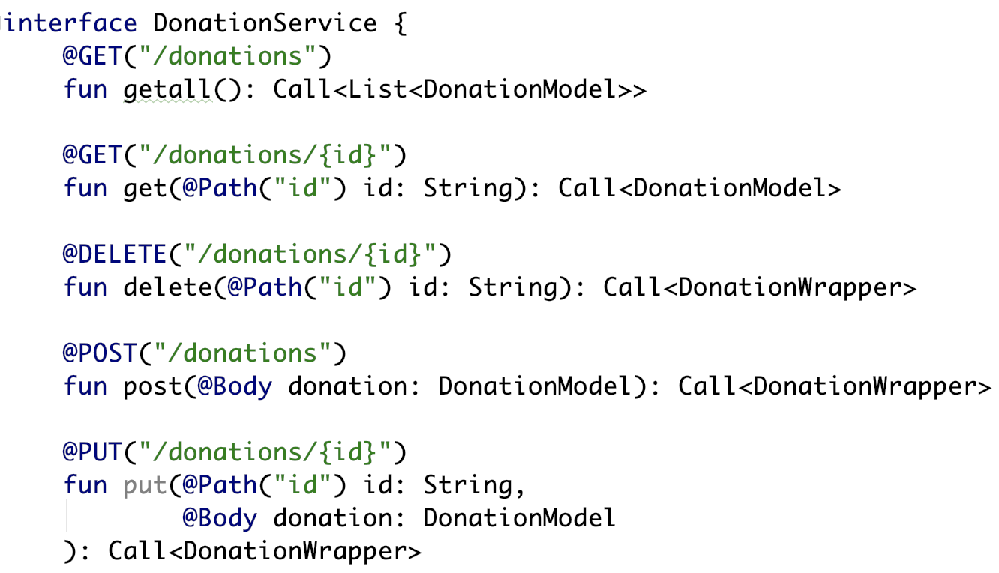 interface DonationService {
    @GET("/donations")
    fun getall(): Call<List<DonationModel>>

    @GET("/donations/{id}")
    fun get(@Path("id") id: String): Call<DonationModel>

    @DELETE("/donations/{id}")
    fun delete(@Path("id") id: String): Call<DonationWrapper>

    @POST("/donations")
    fun post(@Body donation: DonationModel): Call<DonationWrapper>

    @PUT("/donations/{id}")
    fun put(@Path("id") id: String,
            @Body donation: DonationModel
    ): Call<DonationWrapper>